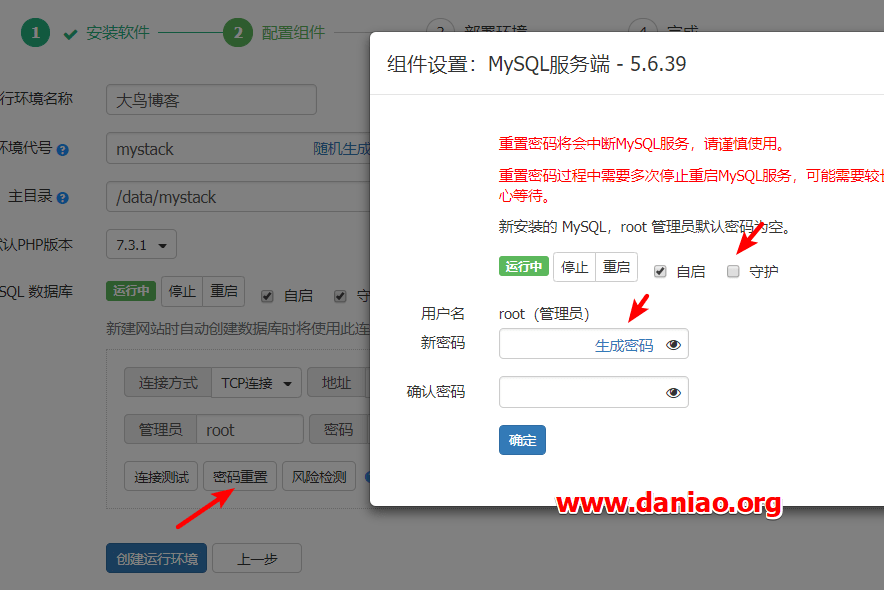 1 安装软件 2 配置组件 3 部署环境 4 完成
组件设置：MySQL服务端 - 5.6.39
行环境名称 大鸟博客
环境代号 mystack 随机生成
主目录 /data/mystack
认PHP版本 7.3.1
SQL 数据库 运行中 停止 重启 自启 守
新建网站时自动创建数据库时将使用此连
连接方式 TCP连接 地址
管理员 root 密码
连接测试 密码重置 风险检测
创建运行环境 上一步
重置密码将会中断MySQL服务，请谨慎使用。
重置密码过程中需要多次停止重启MySQL服务，可能需要较长
心等待。
新安装的 MySQL，root 管理员默认密码为空。
运行中 停止 重启 自启 守护
用户名 root（管理员）
新密码 生成密码
确认密码
确定
www.daniao.org